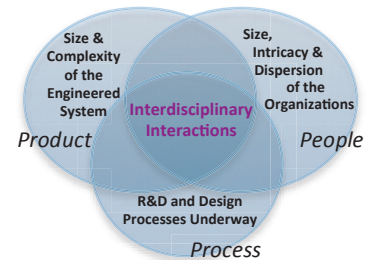 Size &
Complexity
of the
Engineered
System
Size,
Intricacy &
Dispersion
of the
Organizations
Interdisciplinary
Interactions
Product
People
R&D and Design
Processes Underway
Process